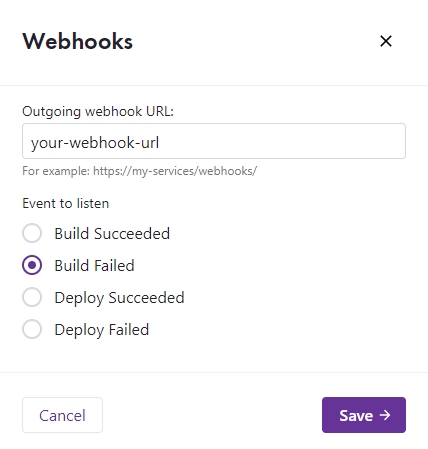 Webhooks
Outgoing webhook URL:
your-webhook-url
For example: https://my-services/webhooks/
Event to listen
Build Succeeded
Build Failed
Deploy Succeeded
Deploy Failed
Cancel
Save →